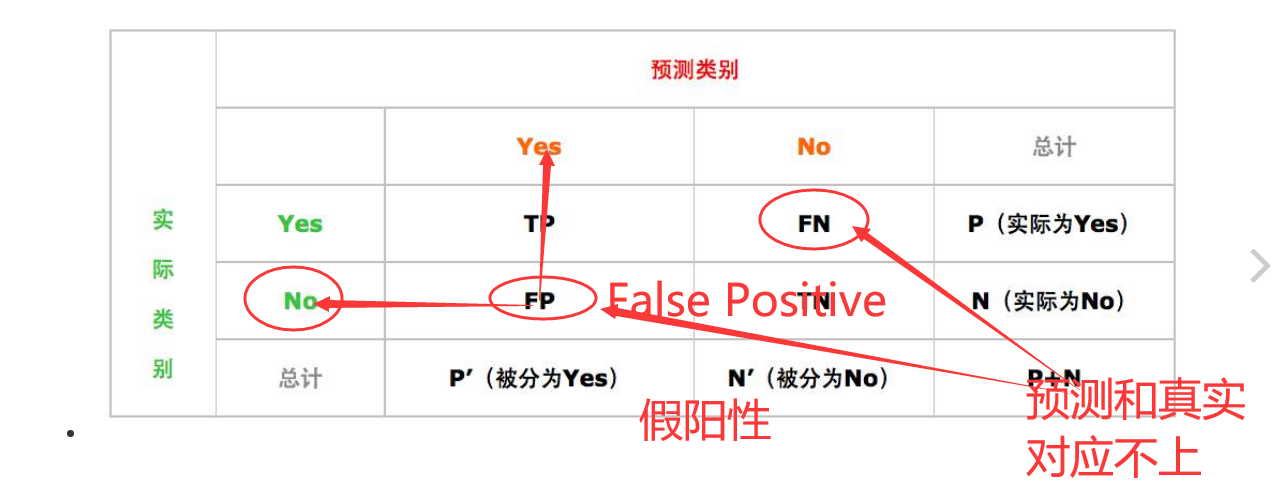 预测类别
Yes No 总计
实际类别
Yes TP FN P（实际为Yes）
No FP False Positive TN N（实际为No）
总计 P′（被分为Yes） N′（被分为No） P+N
假阳性
预测和真实
对应不上